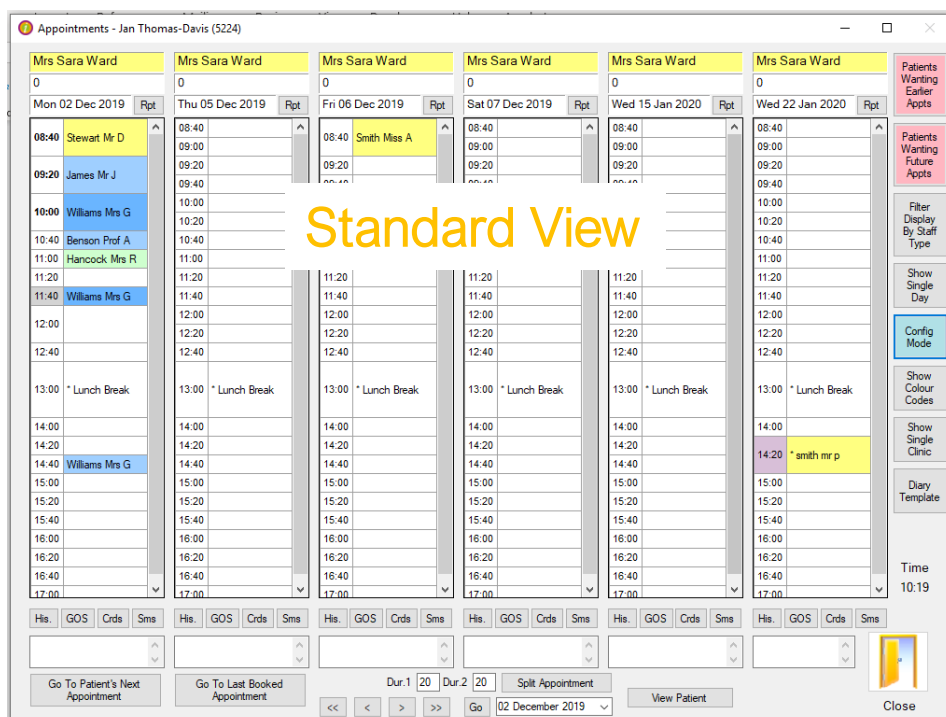 Appointments - Jan Thomas-Davis (5224)
Mrs Sara Ward Mrs Sara Ward Mrs Sara Ward Mrs Sara Ward Mrs Sara Ward Mrs Sara Ward
0 0 0 0 0 0
Mon 02 Dec 2019 Rpt Thu 05 Dec 2019 Rpt Fri 06 Dec 2019 Rpt Sat 07 Dec 2019 Rpt Wed 15 Jan 2020 Rpt Wed 22 Jan 2020 Rpt
08:40 Stewart Mr D
09:20 James Mr J
10:00 Williams Mrs G
10:40 Benson Prof A
11:00 Hancock Mrs R
11:20
11:40 Williams Mrs G
12:00
12:40
13:00 * Lunch Break
14:00
14:20
14:40 Williams Mrs G
15:00
15:20
15:40
16:00
16:20
16:40
17:00
08:40
09:00
09:20
09:40
10:00
10:20
10:40
11:00
11:20
11:40
12:00
12:20
12:40
13:00 * Lunch Break
14:00
14:20
14:40
15:00
15:20
15:40
16:00
16:20
16:40
17:00
08:40 Smith Miss A
09:20
09:40
Standard View
11:20
11:40
12:00
12:20
12:40
13:00 * Lunch Break
14:00
14:20
14:40
15:00
15:20
15:40
16:00
16:20
16:40
17:00
08:40
09:00
09:20
09:40
11:20
11:40
12:00
12:20
12:40
13:00 * Lunch Break
14:00
14:20
14:40
15:00
15:20
15:40
16:00
16:20
16:40
17:00
08:40
09:00
09:20
09:40
11:20
11:40
12:00
12:20
12:40
13:00 * Lunch Break
14:00
14:20
14:40
15:00
15:20
15:40
16:00
16:20
16:40
17:00
08:40
09:00
09:20
09:40
10:00
10:20
10:40
11:00
11:20
11:40
12:00
12:20
12:40
13:00 * Lunch Break
14:00
14:20 * smith mr p
15:00
15:20
15:40
16:00
16:20
16:40
17:00
Patients
Wanting
Earlier
Appts
Patients
Wanting
Future
Appts
Filter
Display
By Staff
Type
Show
Single
Day
Config
Mode
Show
Colour
Codes
Show
Single
Clinic
Diary
Template
Time
10:19
His. GOS Crds Sms His. GOS Crds Sms His. GOS Crds Sms His. GOS Crds Sms His. GOS Crds Sms His. GOS Crds Sms
Go To Patient's Next
Appointment
Go To Last Booked
Appointment
Dur.1 20 Dur.2 20 Split Appointment
<< < > >> Go 02 December 2019
View Patient
Close